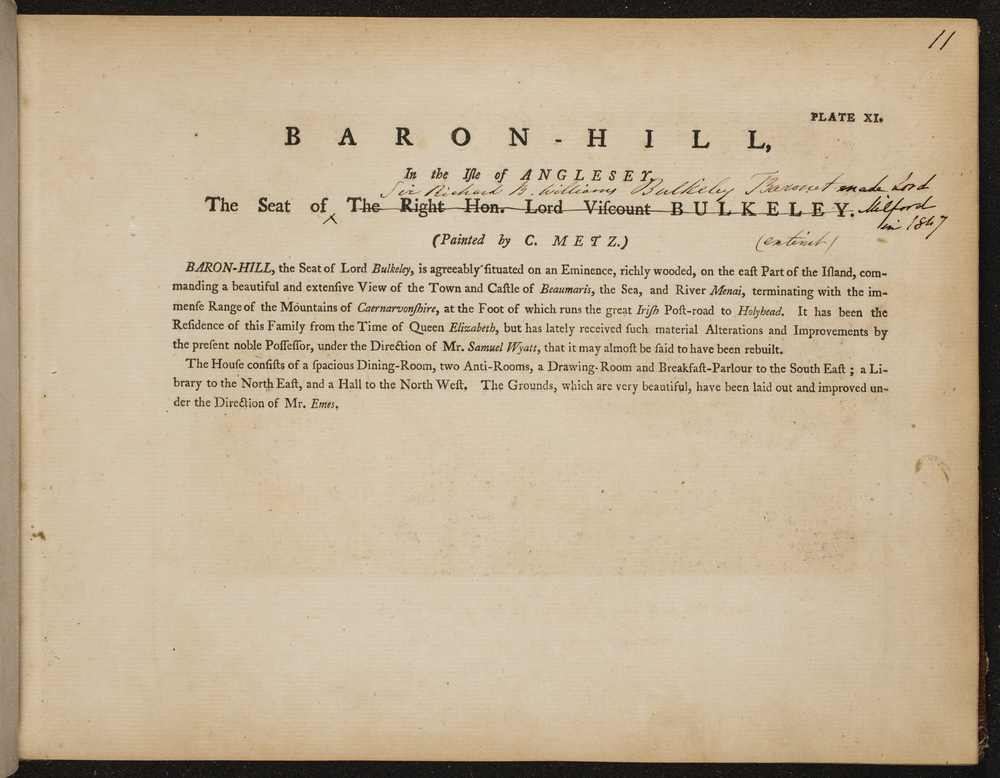 11
PLATE XI.
BARON-HILL,
In the Iſle of ANGLESEY,
Sir Richard B. Williams Bulkeley Baronet made Lord
The Seat of The Right Hon. Lord Viſcount BULKELEY. Milford
in 1847
(Painted by C. METZ.) (extinct)
BARON-HILL, the Seat of Lord Bulkeley, is agreeably ſituated on an Eminence, richly wooded, on the eaſt Part of the Iſland, com-
manding a beautiful and extenſive View of the Town and Caſtle of Beaumaris, the Sea, and River Menai, terminating with the im-
menſe Range of the Mountains of Caernarvonſhire, at the Foot of which runs the great Iriſh Poſt-road to Holyhead. It has been the
Reſidence of this Family from the Time of Queen Elizabeth, but has lately received ſuch material Alterations and Improvements by
the preſent noble Poſſeſſor, under the Direction of Mr. Samuel Wyatt, that it may almoſt be ſaid to have been rebuilt.
The Houſe conſiſts of a ſpacious Dining-Room, two Anti-Rooms, a Drawing-Room and Breakfaſt-Parlour to the South Eaſt; a Li-
brary to the North Eaſt, and a Hall to the North Weſt. The Grounds, which are very beautiful, have been laid out and improved un-
der the Direction of Mr. Emes.